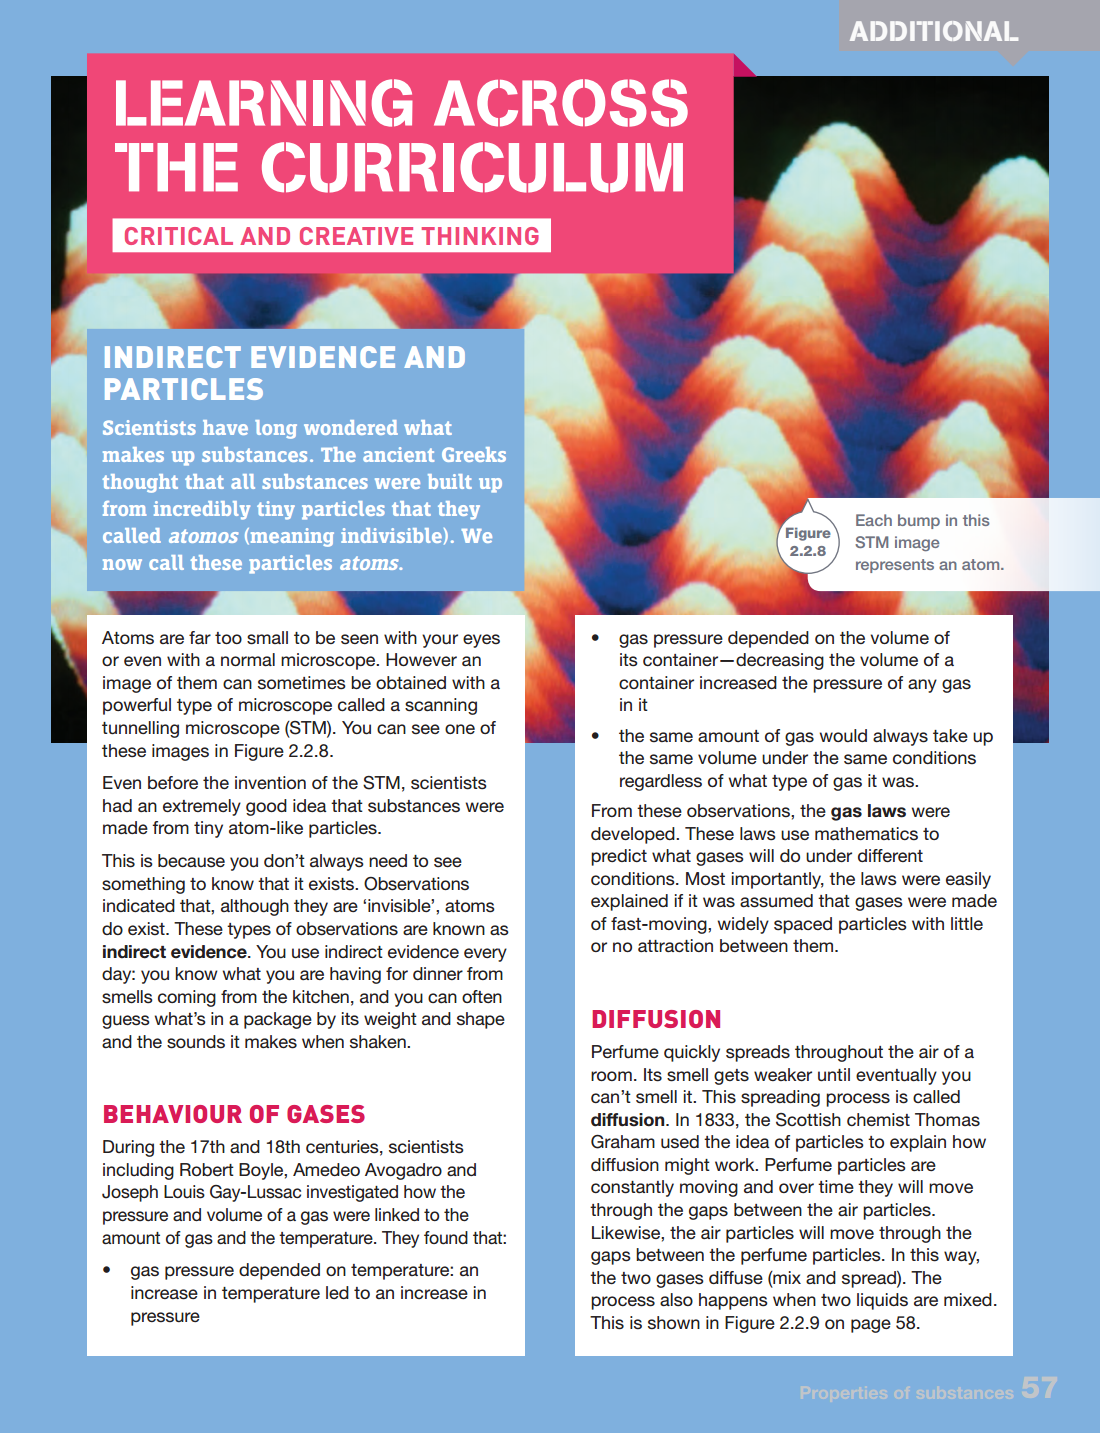 ADDITIONAL
LEARNING ACROSS
THE CURRICULUM
CRITICAL AND CREATIVE THINKING
INDIRECT EVIDENCE AND
PARTICLES
Scientists have long wondered what
makes up substances. The ancient Greeks
thought that all substances were built up
from incredibly tiny particles that they
called atomos (meaning indivisible). We
now call these particles atoms.
Figure
2.2.8
Each bump in this
STM image
represents an atom.
Atoms are far too small to be seen with your eyes
or even with a normal microscope. However an
image of them can sometimes be obtained with a
powerful type of microscope called a scanning
tunnelling microscope (STM). You can see one of
these images in Figure 2.2.8.
Even before the invention of the STM, scientists
had an extremely good idea that substances were
made from tiny atom-like particles.
This is because you don’t always need to see
something to know that it exists. Observations
indicated that, although they are ‘invisible’, atoms
do exist. These types of observations are known as
indirect evidence. You use indirect evidence every
day: you know what you are having for dinner from
smells coming from the kitchen, and you can often
guess what’s in a package by its weight and shape
and the sounds it makes when shaken.
BEHAVIOUR OF GASES
During the 17th and 18th centuries, scientists
including Robert Boyle, Amedeo Avogadro and
Joseph Louis Gay-Lussac investigated how the
pressure and volume of a gas were linked to the
amount of gas and the temperature. They found that:
• gas pressure depended on temperature: an
increase in temperature led to an increase in
pressure
• gas pressure depended on the volume of
its container—decreasing the volume of a
container increased the pressure of any gas
in it
• the same amount of gas would always take up
the same volume under the same conditions
regardless of what type of gas it was.
From these observations, the gas laws were
developed. These laws use mathematics to
predict what gases will do under different
conditions. Most importantly, the laws were easily
explained if it was assumed that gases were made
of fast-moving, widely spaced particles with little
or no attraction between them.
DIFFUSION
Perfume quickly spreads throughout the air of a
room. Its smell gets weaker until eventually you
can’t smell it. This spreading process is called
diffusion. In 1833, the Scottish chemist Thomas
Graham used the idea of particles to explain how
diffusion might work. Perfume particles are
constantly moving and over time they will move
through the gaps between the air particles.
Likewise, the air particles will move through the
gaps between the perfume particles. In this way,
the two gases diffuse (mix and spread). The
process also happens when two liquids are mixed.
This is shown in Figure 2.2.9 on page 58.
Properties of substances 57